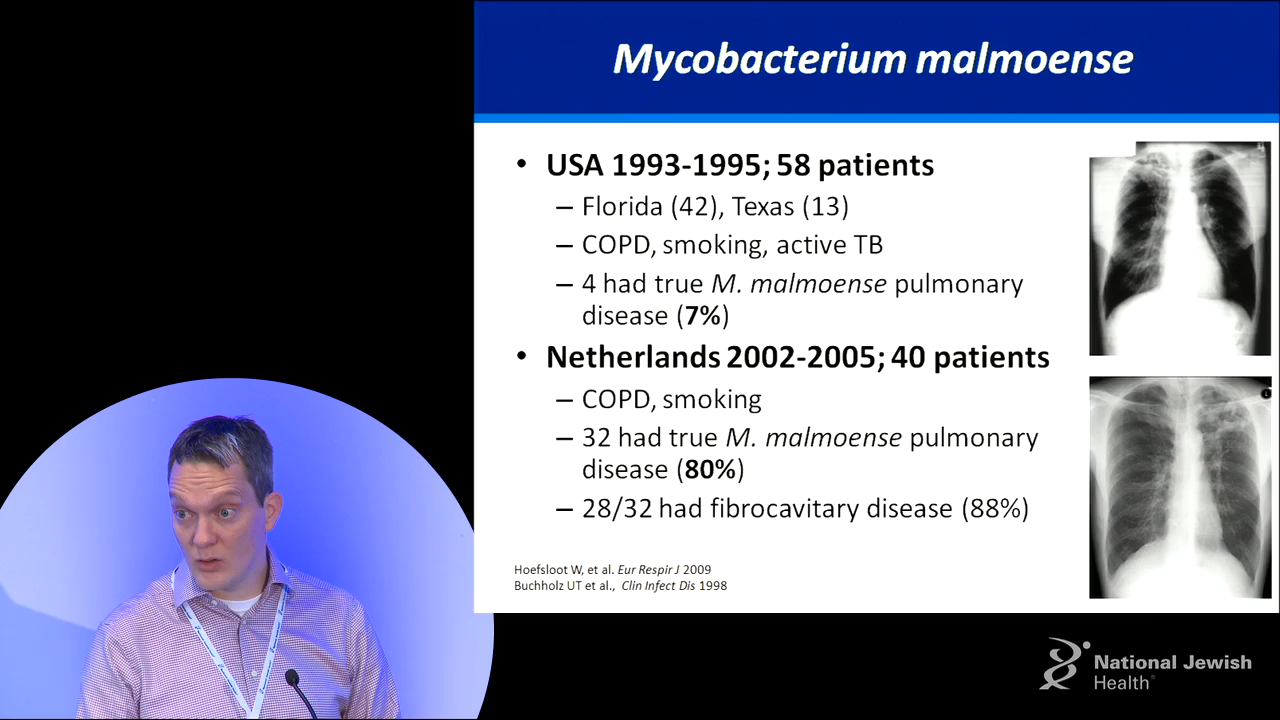 Mycobacterium malmoense
• USA 1993-1995; 58 patients
– Florida (42), Texas (13)
– COPD, smoking, active TB
– 4 had true M. malmoense pulmonary
disease (7%)
• Netherlands 2002-2005; 40 patients
– COPD, smoking
– 32 had true M. malmoense pulmonary
disease (80%)
– 28/32 had fibrocavitary disease (88%)
Hoefsloot W, et al. Eur Respir J 2009
Buchholz UT et al., Clin Infect Dis 1998
National Jewish
Health®